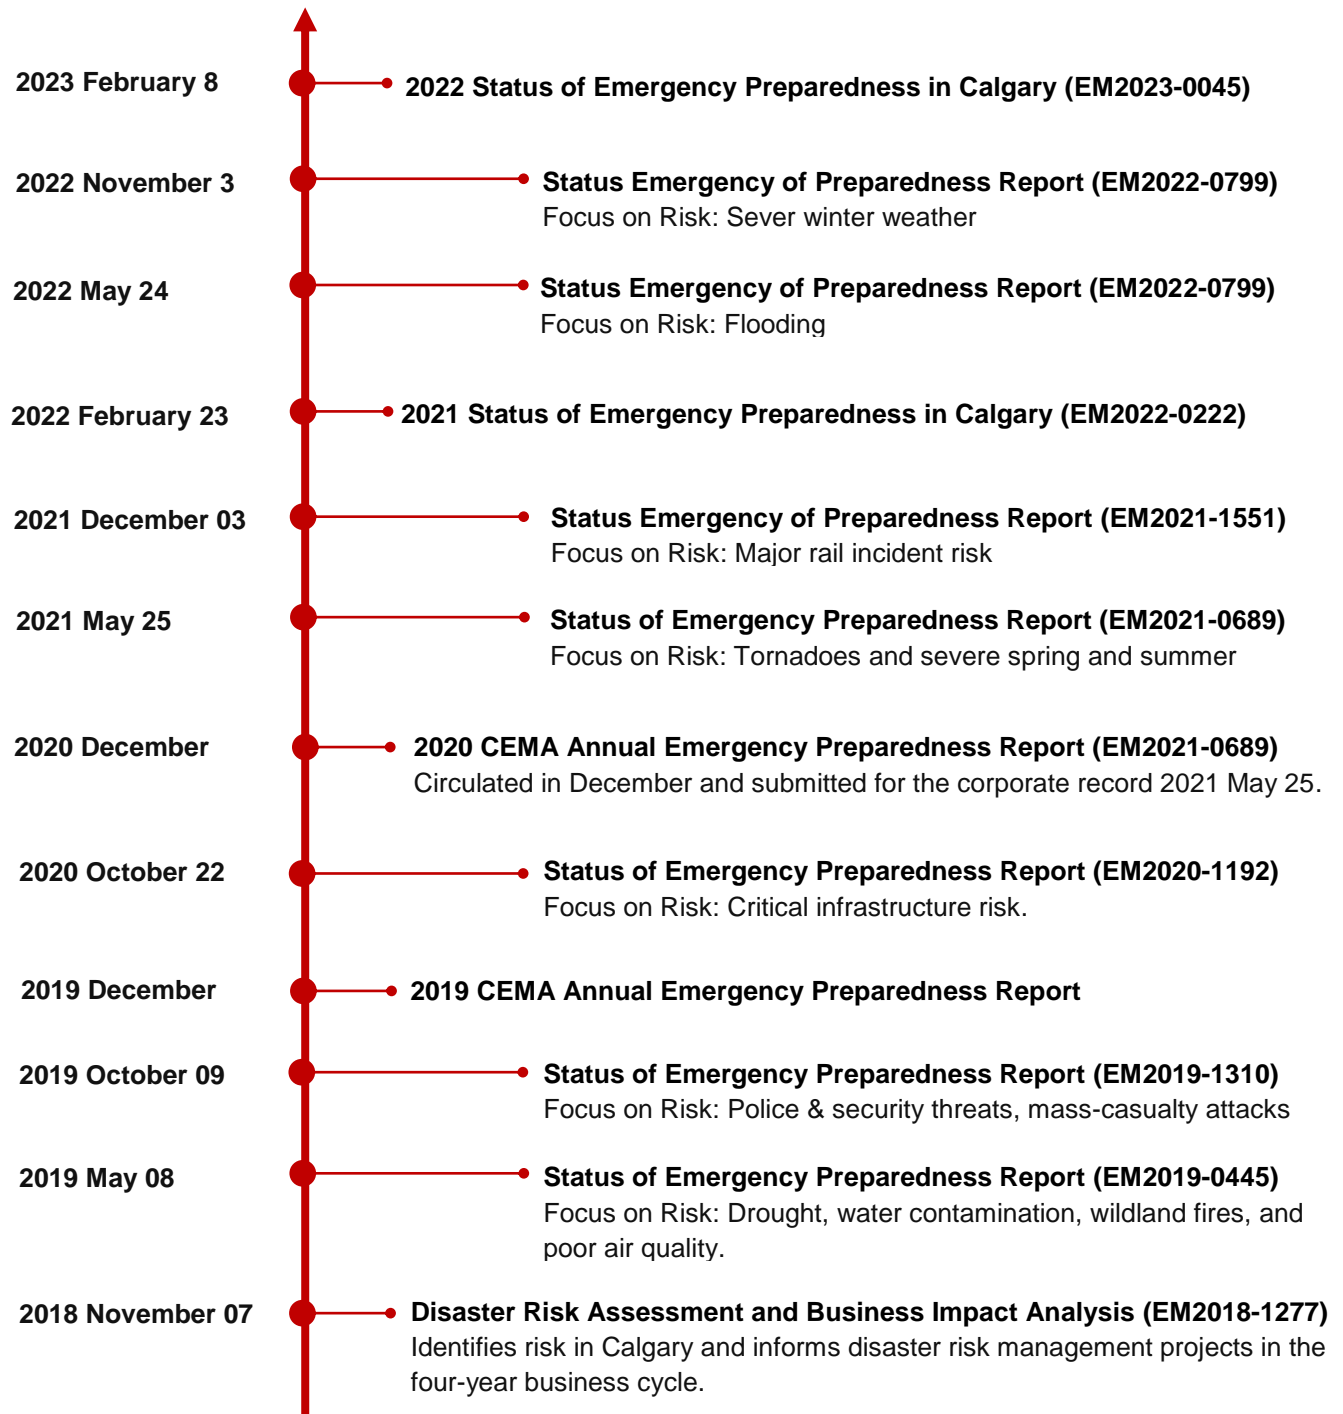 2023 February 8
2022 Status of Emergency Preparedness in Calgary (EM2023-0045)
2022 November 3
Status Emergency of Preparedness Report (EM2022-0799)
Focus on Risk: Sever winter weather
2022 May 24
Status Emergency of Preparedness Report (EM2022-0799)
Focus on Risk: Flooding
2022 February 23
2021 Status of Emergency Preparedness in Calgary (EM2022-0222)
2021 December 03
Status Emergency of Preparedness Report (EM2021-1551)
Focus on Risk: Major rail incident risk
2021 May 25
Status of Emergency Preparedness Report (EM2021-0689)
Focus on Risk: Tornadoes and severe spring and summer
2020 December
2020 CEMA Annual Emergency Preparedness Report (EM2021-0689)
Circulated in December and submitted for the corporate record 2021 May 25.
2020 October 22
Status of Emergency Preparedness Report (EM2020-1192)
Focus on Risk: Critical infrastructure risk.
2019 December
2019 CEMA Annual Emergency Preparedness Report
2019 October 09
Status of Emergency Preparedness Report (EM2019-1310)
Focus on Risk: Police & security threats, mass-casualty attacks
2019 May 08
Status of Emergency Preparedness Report (EM2019-0445)
Focus on Risk: Drought, water contamination, wildland fires, and
poor air quality.
2018 November 07
Disaster Risk Assessment and Business Impact Analysis (EM2018-1277)
Identifies risk in Calgary and informs disaster risk management projects in the
four-year business cycle.